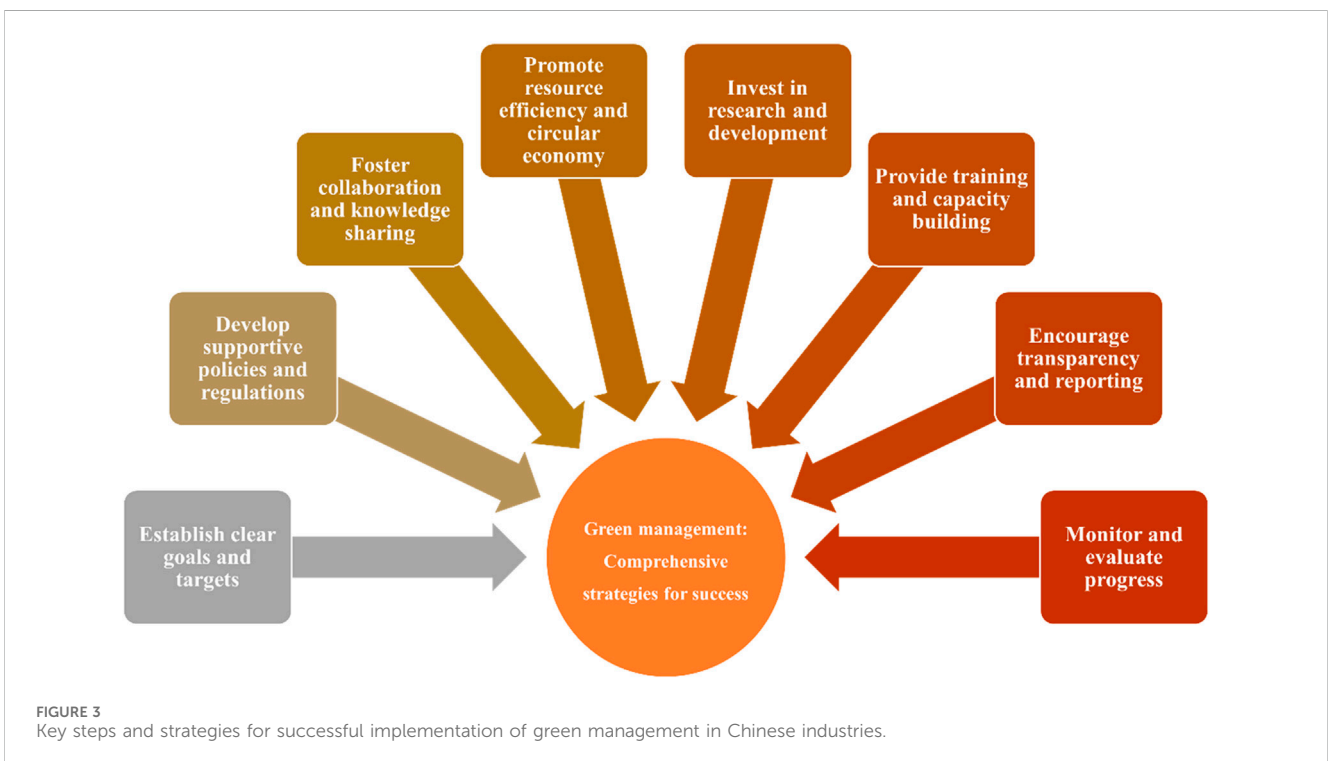 Establish clear
goals and
targets
Develop
supportive
policies and
regulations
Foster
collaboration
and knowledge
sharing
Promote
resource
efficiency and
circular
economy
Invest in
research and
development
Provide training
and capacity
building
Encourage
transparency
and reporting
Monitor and
evaluate
progress
Green management:
Comprehensive
strategies for success
FIGURE 3
Key steps and strategies for successful implementation of green management in Chinese industries.